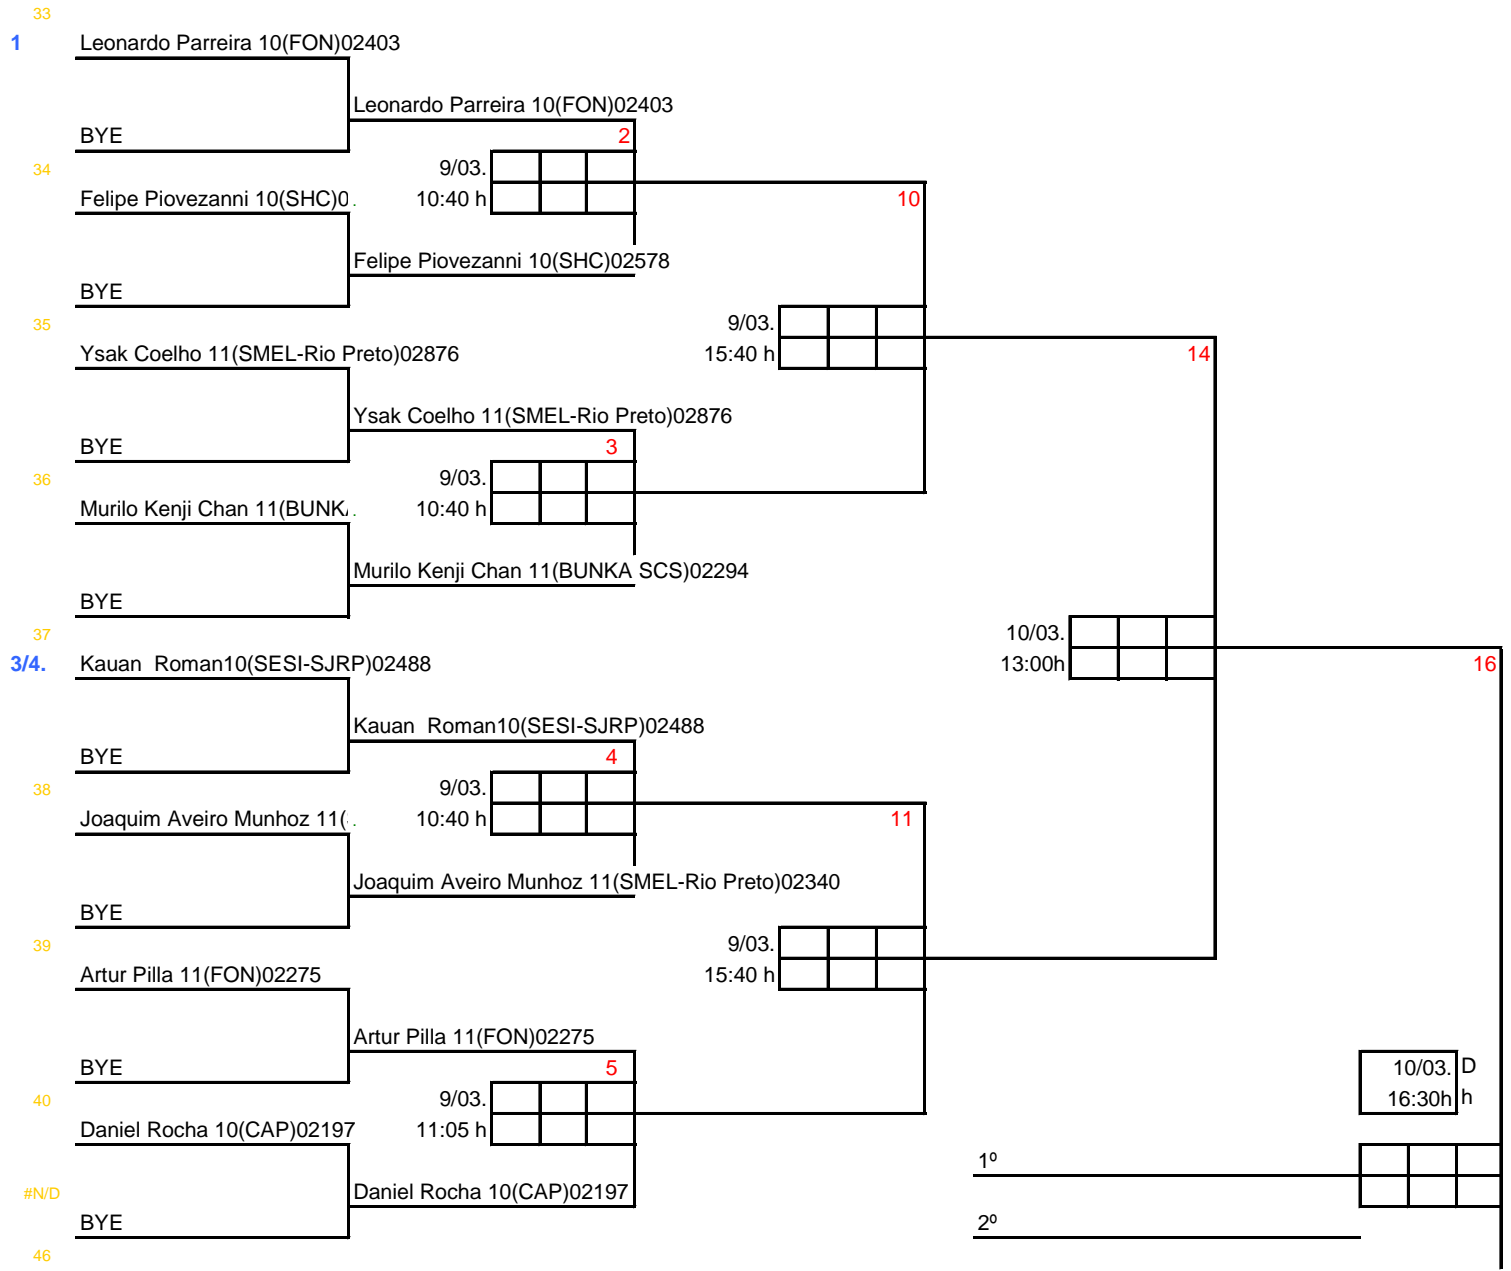 33
1 Leonardo Parreira 10(FON)02403
Leonardo Parreira 10(FON)02403
BYE 2
34 9/03.
Felipe Piovezanni 10(SHC)0. 10:40 h 10
Felipe Piovezanni 10(SHC)02578
BYE
35 9/03.
Ysak Coelho 11(SMEL-Rio Preto)02876 15:40 h 14
Ysak Coelho 11(SMEL-Rio Preto)02876
BYE 3
36 9/03.
Murilo Kenji Chan 11(BUNK. 10:40 h
Murilo Kenji Chan 11(BUNKA SCS)02294
BYE
37 10/03.
3/4. Kauan Roman10(SESI-SJRP)02488 13:00h 16
Kauan Roman10(SESI-SJRP)02488
BYE 4
38 9/03.
Joaquim Aveiro Munhoz 11(. 10:40 h 11
Joaquim Aveiro Munhoz 11(SMEL-Rio Preto)02340
BYE
39 9/03.
Artur Pilla 11(FON)02275 15:40 h
Artur Pilla 11(FON)02275
BYE 5 10/03. D
40 9/03. 16:30h h
Daniel Rocha 10(CAP)02197 11:05 h
1º
#N/D Daniel Rocha 10(CAP)02197
BYE 2º
46